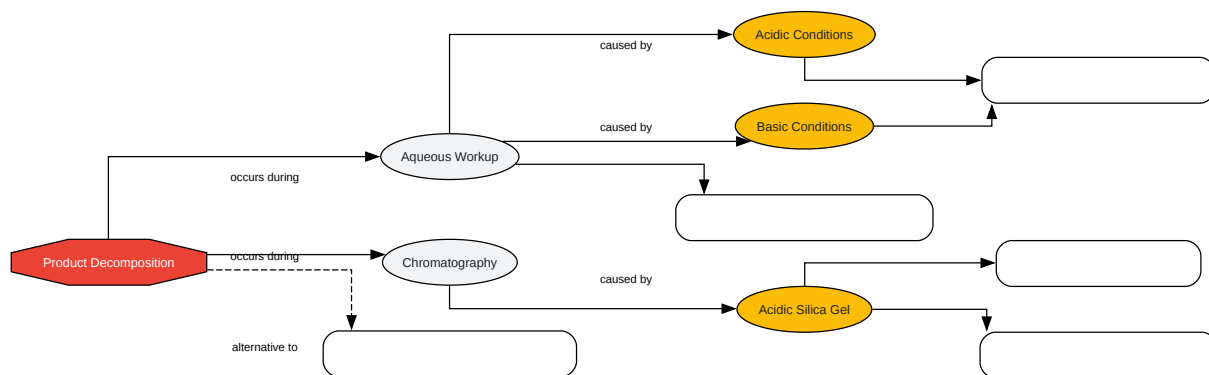 caused by
Acidic Conditions
caused by
Basic Conditions
Aqueous Workup
occurs during
Product Decomposition
occurs during
Chromatography
caused by
Acidic Silica Gel
alternative to